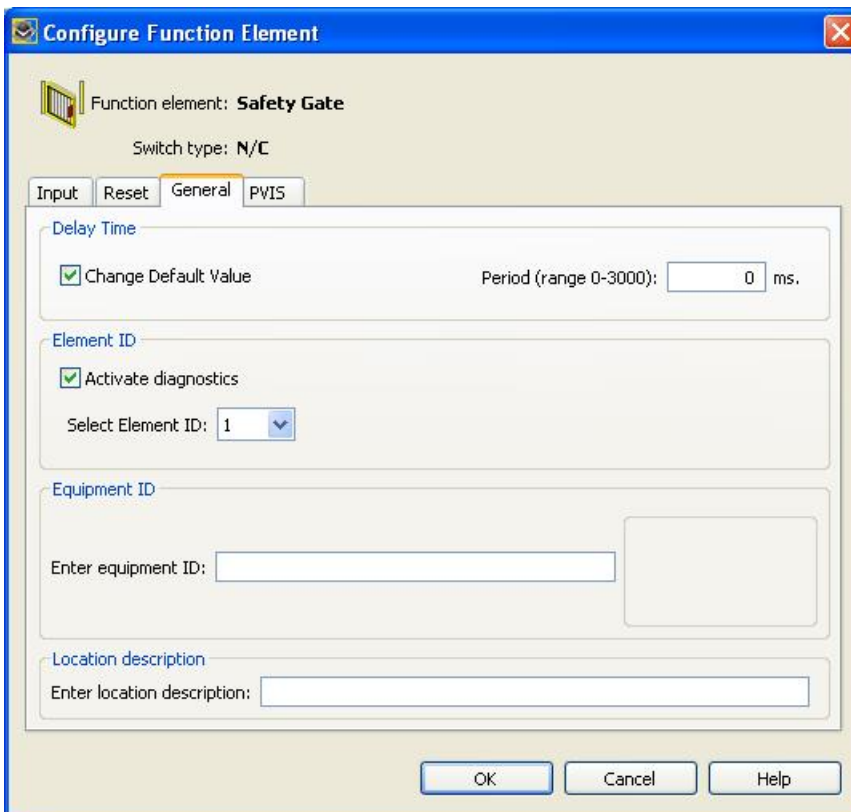 Configure Function Element
Function element: Safety Gate
Switch type: N/C
Input Reset General PVIS
Delay Time
Change Default Value Period (range 0-3000): 0 ms.
Element ID
Activate diagnostics
Select Element ID: 1
Equipment ID
Enter equipment ID:
Location description
Enter location description:
OK Cancel Help